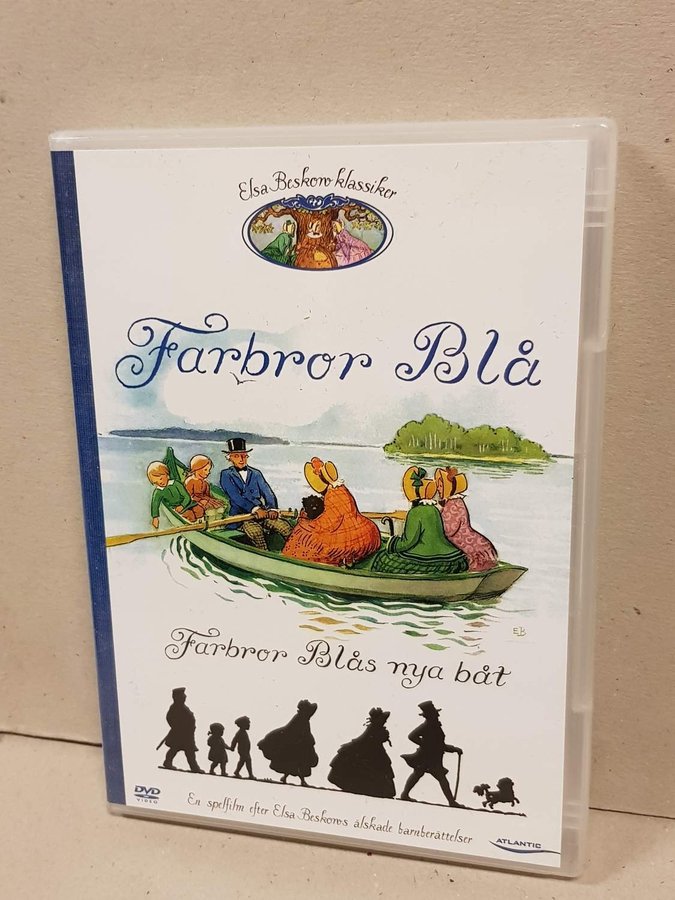 Elsa Beskow klassiker
Farbror Blå
EB
Farbror Blås nya båt
DVD
VIDEO
En spelfilm efter Elsa Beskows älskade barnberättelser
ATLANTIC